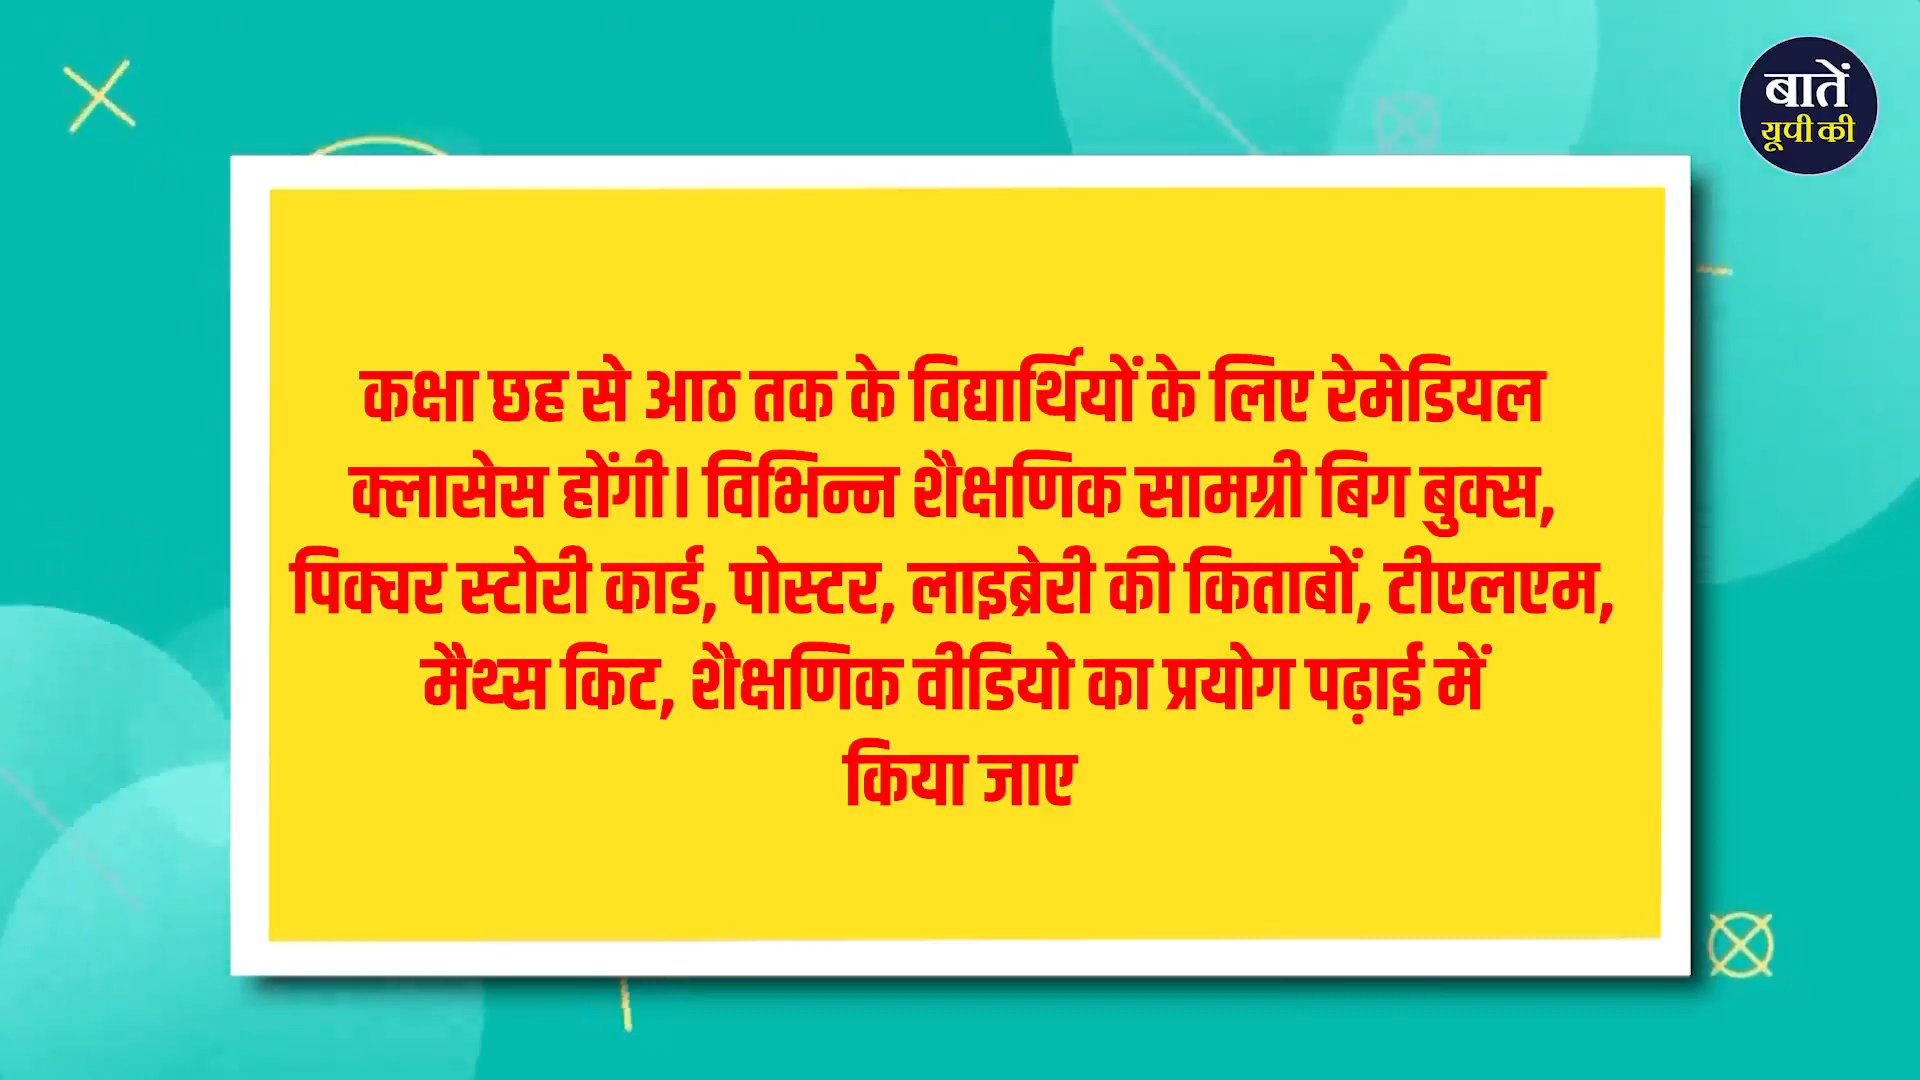 बातें
यूपी की
कक्षा छह से आठ तक के विद्यार्थियों के लिए रेमेडियल
क्लासेस होंगी। विभिन्न शैक्षणिक सामग्री बिग बुक्स,
पिक्चर स्टोरी कार्ड, पोस्टर, लाइब्रेरी की किताबों, टीएलएम,
मैथ्स किट, शैक्षणिक वीडियो का प्रयोग पढ़ाई में
किया जाए